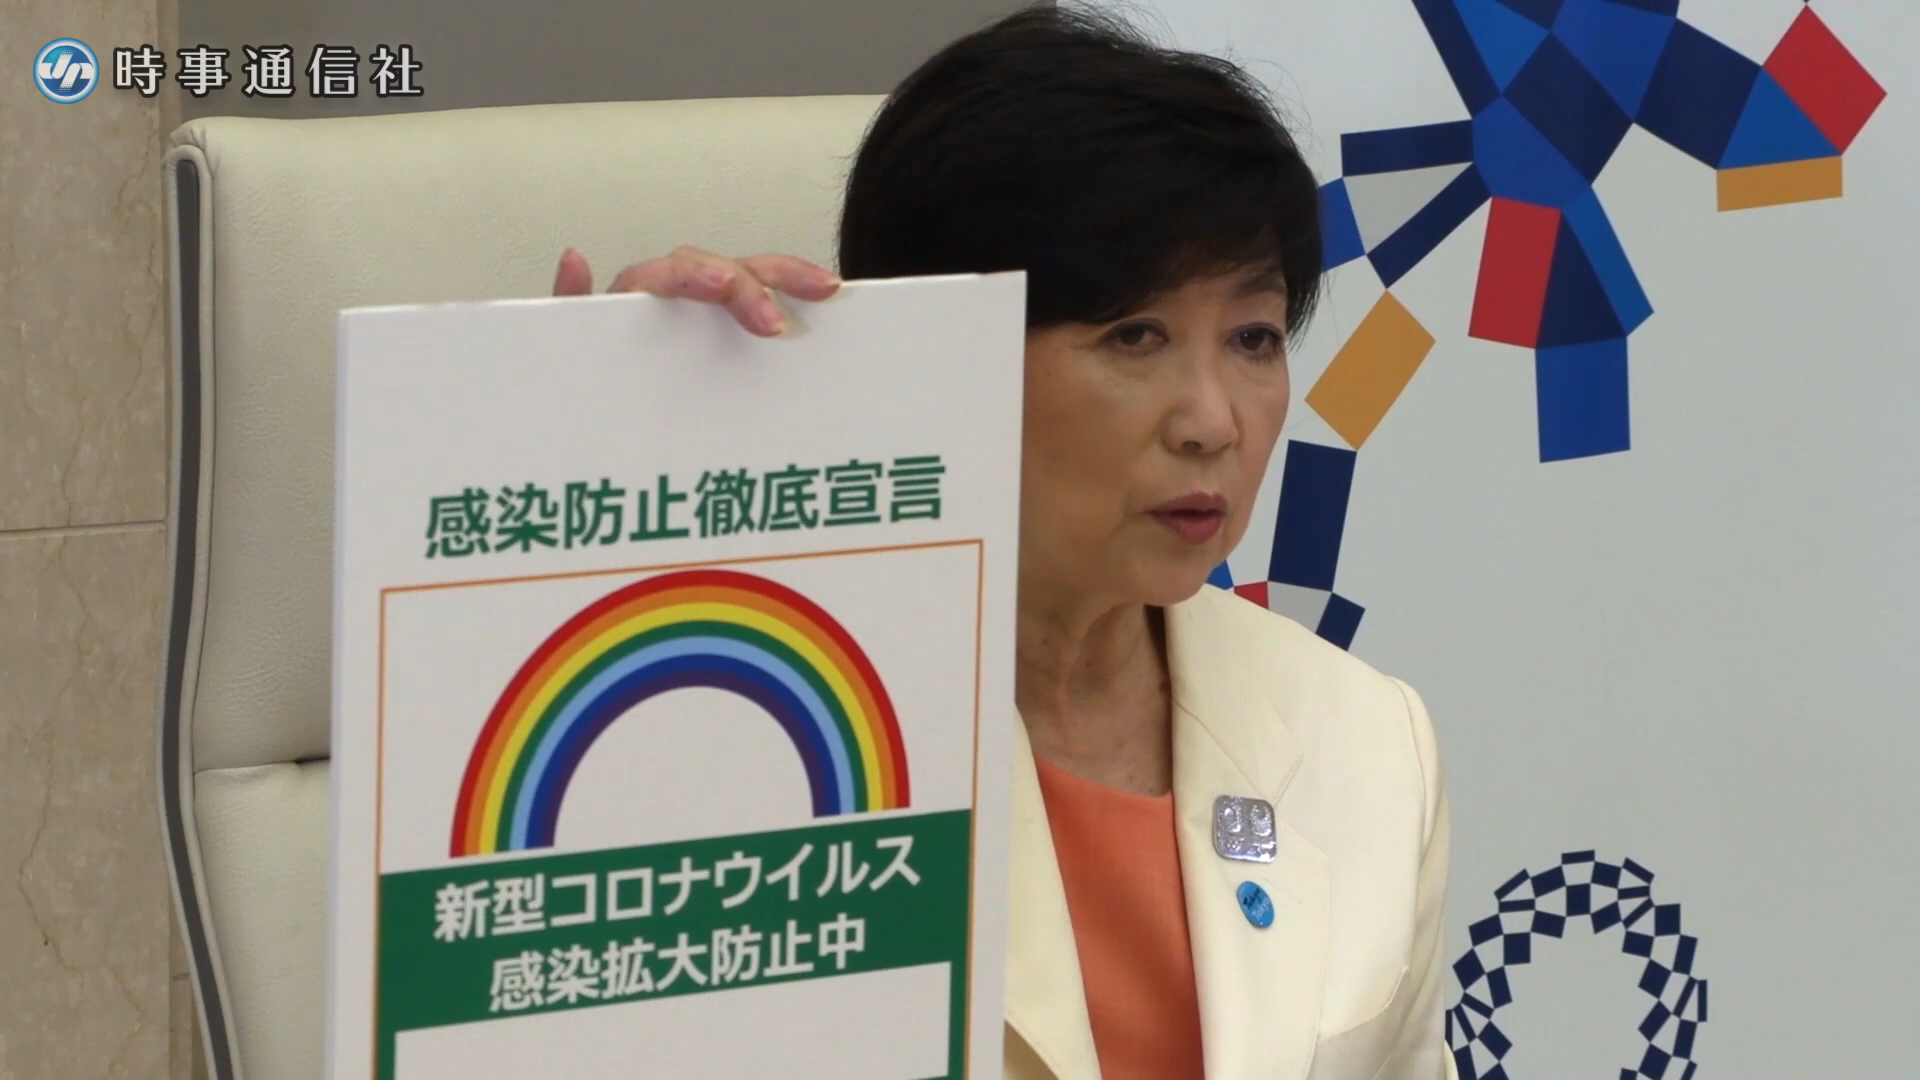 時事通信社
感染防止徹底宣言
新型コロナウイルス
感染拡大防止中